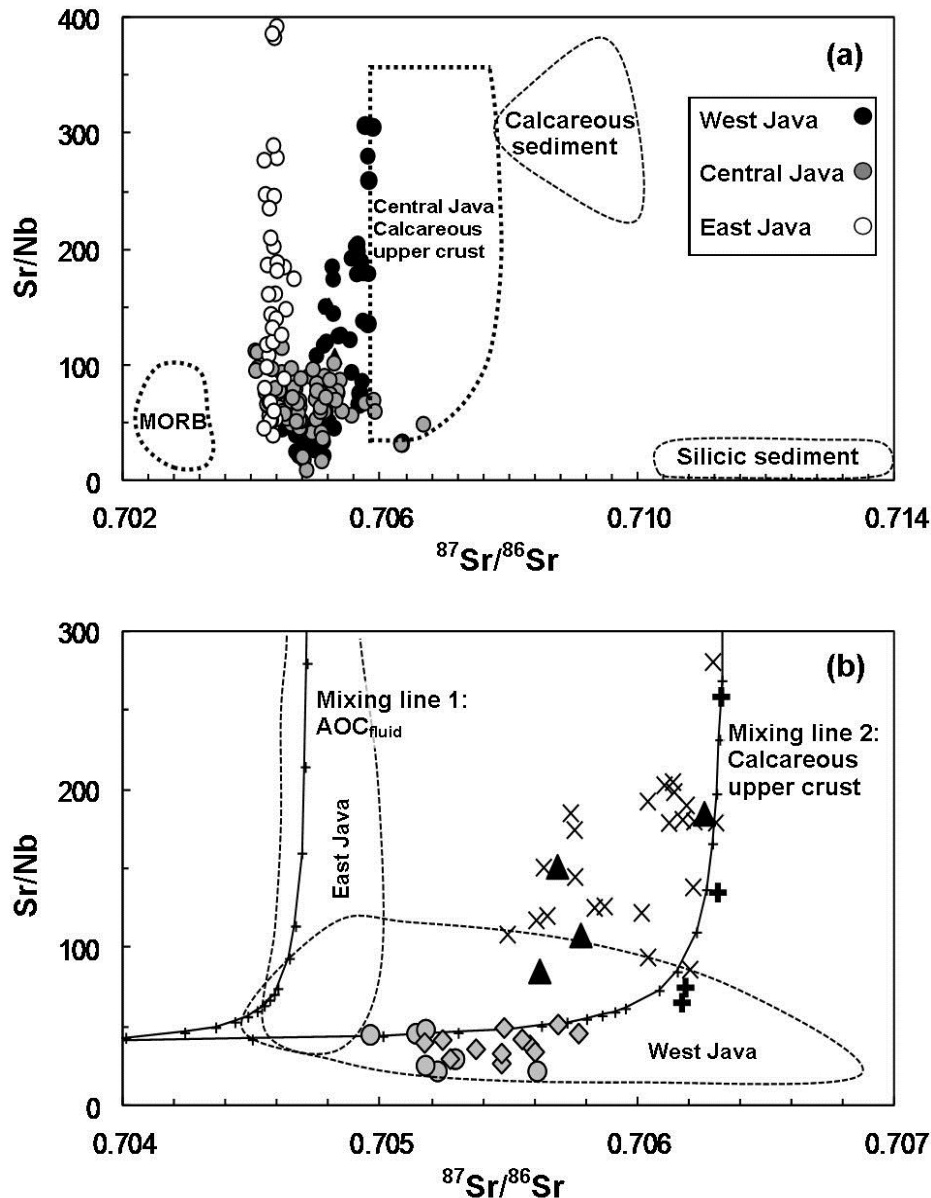 400
(a)
West Java
Central Java
East Java
Calcareous
sediment
300
Central Java
Calcareous
upper crust
Sr/Nb
200
100
MORB
Silicic sediment
0
0.702
0.706
0.710
0.714
87Sr/86Sr
300
(b)
Mixing line 1:
AOCfluid
Mixing line 2:
Calcareous
upper crust
200
East Java
Sr/Nb
100
West Java
0
0.704
0.705
0.706
0.707
87Sr/86Sr